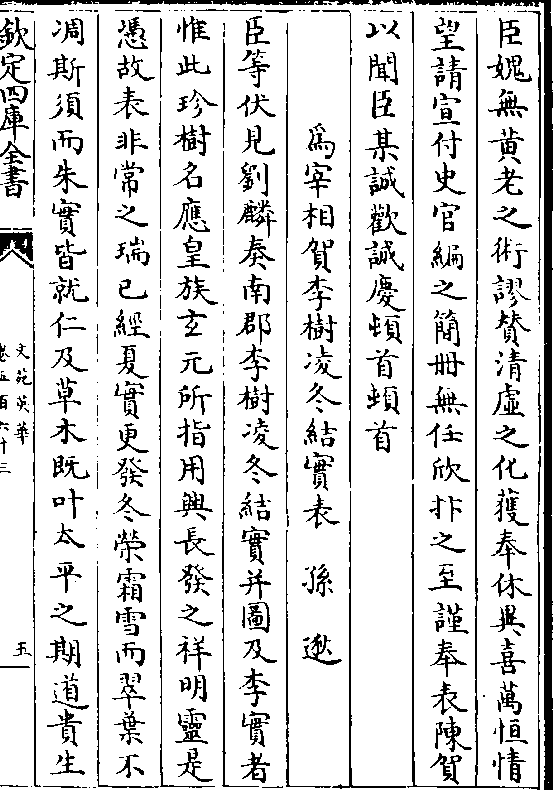 臣媿無黄老之術謬賛清虛之化獲奉休異喜萬恒情
望請宣付史官編之簡冊無任欣抃之至謹奉表陳賀
以聞臣某誠歡誠慶頓首頓首
為宰相賀李樹凌冬結實表　孫逖
臣等伏見劉麟奏南郡李樹凌冬結實并圖及李實者
惟此珍樹名應皇族玄元所指用興長發之祥明靈是
憑故表非常之瑞已經夏實更發冬榮霜雪而翠葉不
凋斯須而朱實皆就仁及草木既叶太平之期道貴生
欽定四庫全書
文苑英華
卷五百六十三
五